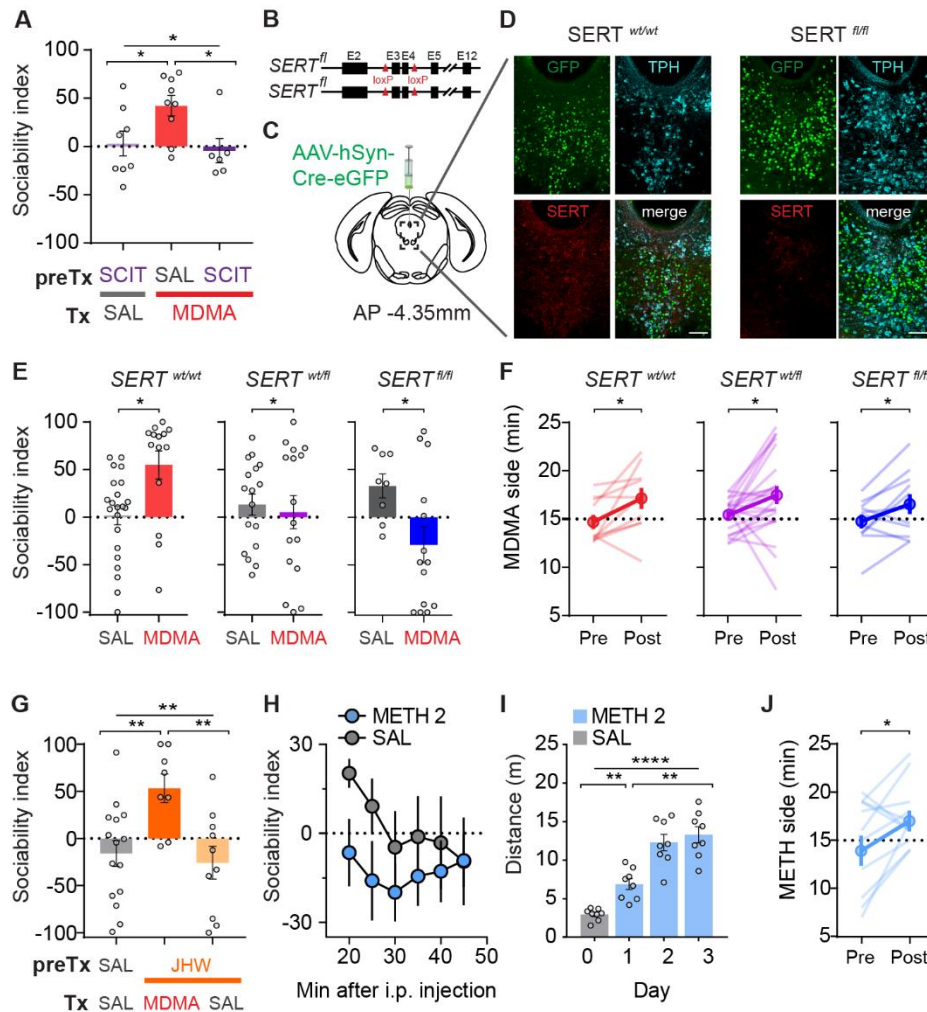 A
*
*
*
Sociability index
100
50
0
-50
-100
preTx SCIT SAL SCIT
Tx SAL MDMA
B
E2 E3 E4 E5 E12
SERT fl
loxP loxP
SERT fl
C
AAV-hSyn-
Cre-eGFP
AP -4.35mm
D
SERT wt/wt
SERT fl/fl
GFP TPH GFP TPH
SERT merge SERT merge
E
SERT wt/wt SERT wt/fl SERT fl/fl
* * *
Sociability index
100
50
0
-50
-100
SAL MDMA SAL MDMA SAL MDMA
F
SERT wt/wt SERT wt/fl SERT fl/fl
* * *
MDMA side (min)
25
20
15
10
5
Pre Post Pre Post Pre Post
G
**
** **
Sociability index
100
50
0
-50
-100
preTx SAL JHW
Tx SAL MDMA SAL
H
METH 2
SAL
Sociability index
30
0
-30
20 30 40 50
Min after i.p. injection
I
METH 2
SAL
****
** **
Distance (m)
25
20
15
10
5
0
0 1 2 3
Day
J
*
METH side (min)
25
20
15
10
5
Pre Post